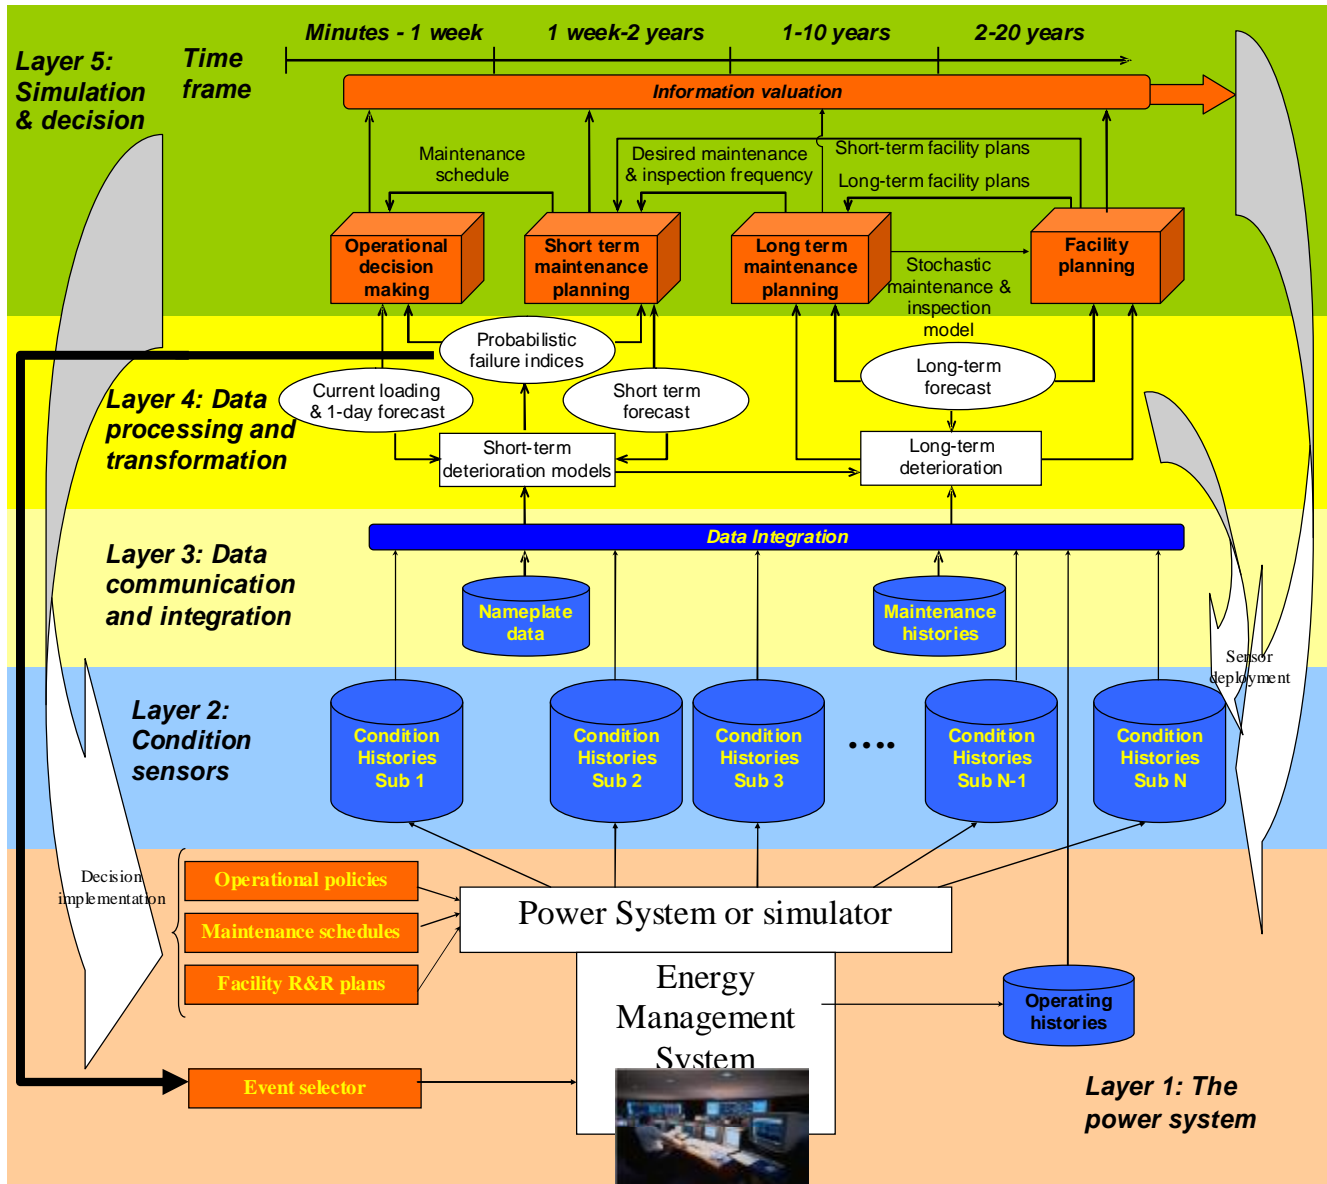 Layer 5:
Simulation
& decision
Time
frame
Minutes - 1 week
1 week-2 years
1-10 years
2-20 years
Information valuation
Maintenance
schedule
Desired maintenance
& inspection frequency
Short-term facility plans
Long-term facility plans
Operational
decision
making
Short term
maintenance
planning
Long term
maintenance
planning
Facility
planning
Stochastic
maintenance &
inspection
model
Layer 4: Data
processing and
transformation
Probabilistic
failure indices
Current loading
& 1-day forecast
Short term
forecast
Long-term
forecast
Short-term
deterioration models
Long-term
deterioration
Layer 3: Data
communication
and integration
Data Integration
Nameplate
data
Maintenance
histories
Sensor
deployment
Layer 2:
Condition
sensors
Condition
Histories
Sub 1
Condition
Histories
Sub 2
Condition
Histories
Sub 3
....
Condition
Histories
Sub N-1
Condition
Histories
Sub N
Decision
implementation
Operational policies
Maintenance schedules
Facility R&R plans
Event selector
Power System or simulator
Energy
Management
System
Operating
histories
Layer 1: The
power system